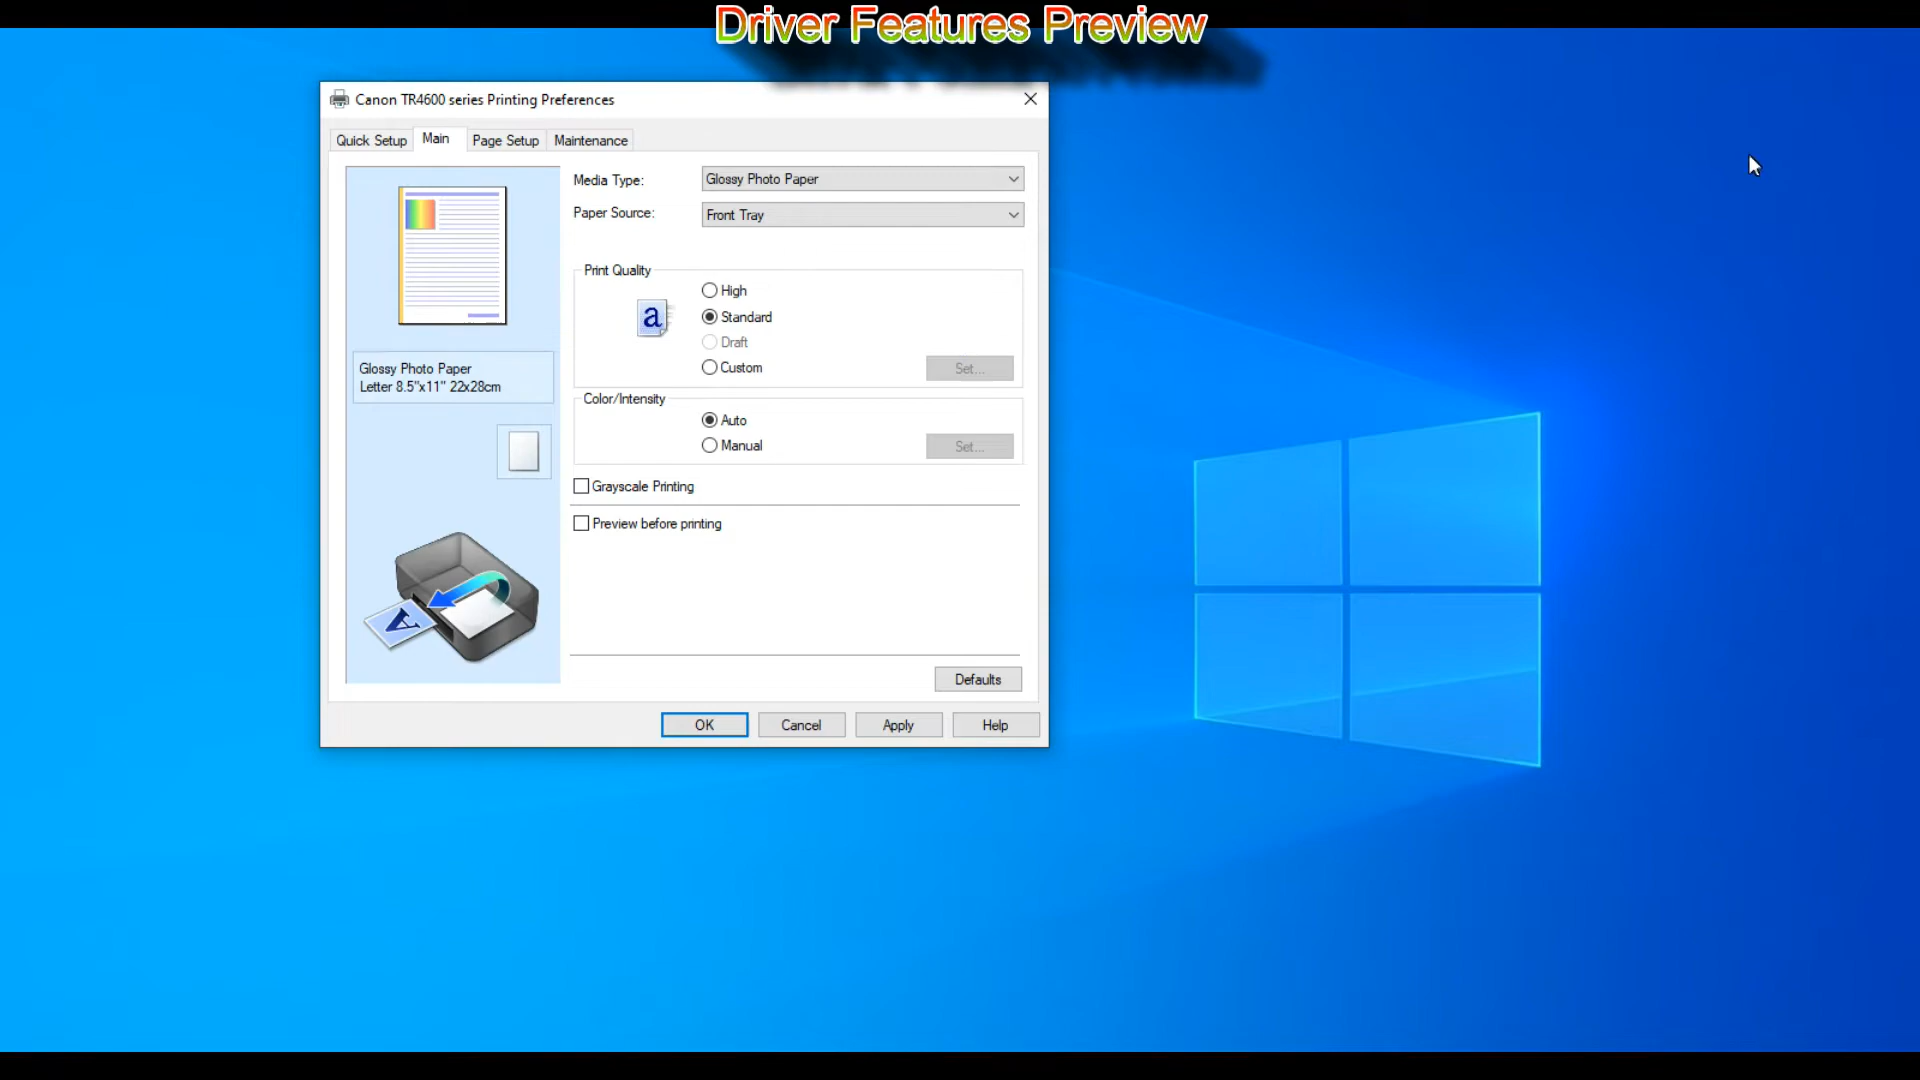 Driver Features Preview
Canon TR4600 series Printing Preferences
Quick Setup Main Page Setup Maintenance
Media Type: Glossy Photo Paper
Paper Source: Front Tray
Print Quality
High
a Standard
Draft
Custom Set...
Glossy Photo Paper
Letter 8.5"x11" 22x28cm
Color/Intensity
Auto
Manual Set...
Grayscale Printing
Preview before printing
A
Defaults
OK Cancel Apply Help